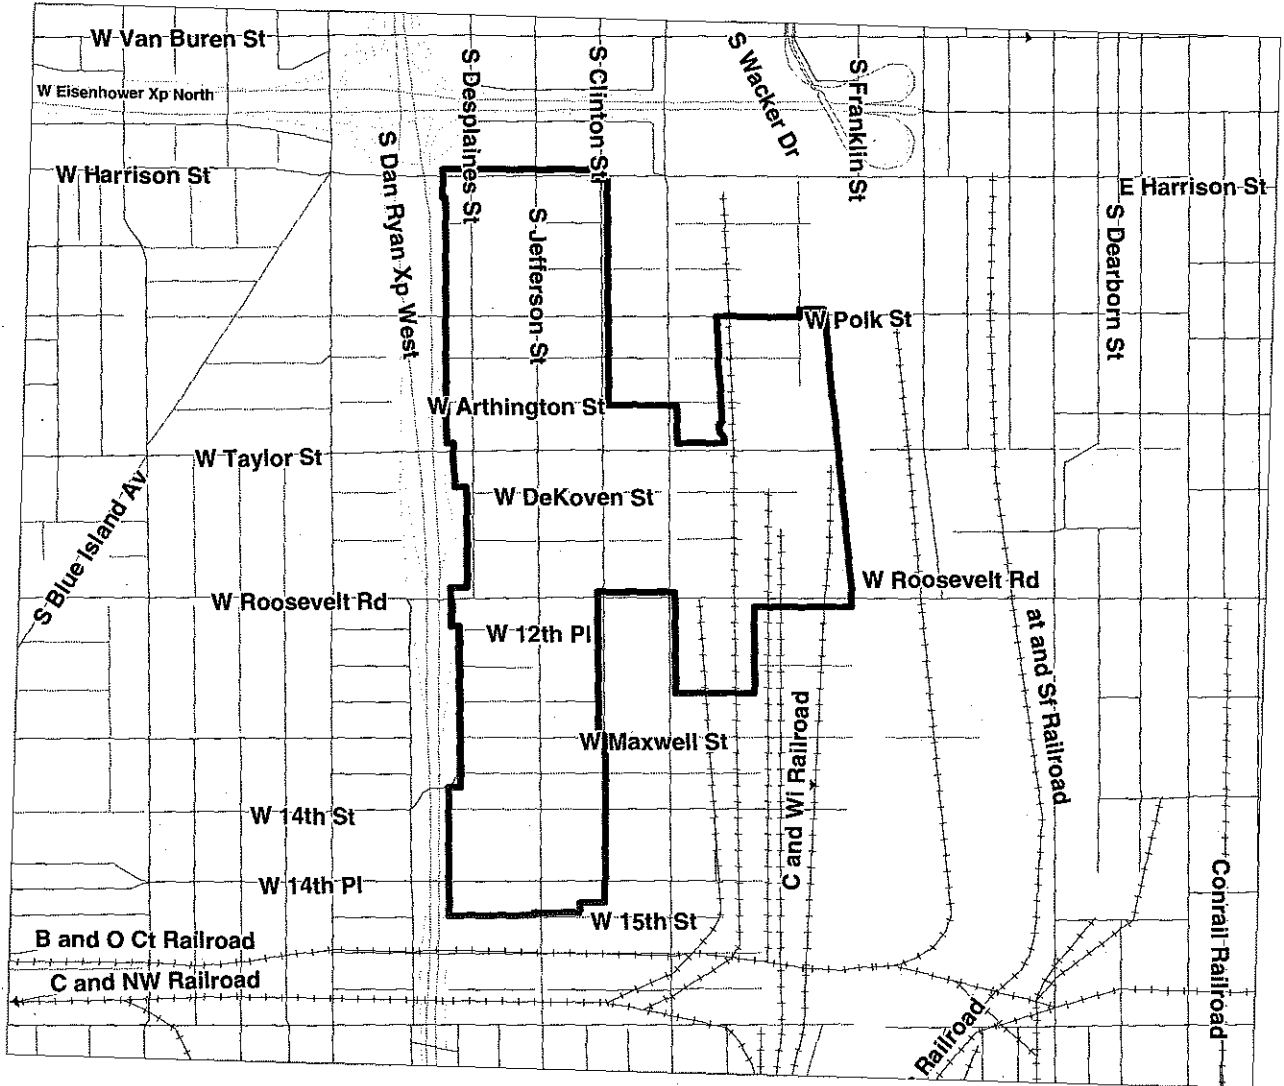 W Van Buren St
W Eisenhower Xp North
S Desplaines St
S Clinton St
S Wacker Dr
S Franklin St
S Dan Ryan Xp West
W Harrison St
E Harrison St
S Jefferson St
S Dearborn St
W Polk St
W Arthington St
W Taylor St
W DeKoven St
S Blue Island Av
W Roosevelt Rd
W Roosevelt Rd
W 12th Pl
at and Sf Railroad
W Maxwell St
C and WI Railroad
W 14th St
W 14th Pl
W 15th St
Conrail Railroad
B and O Ct Railroad
C and NW Railroad
Railroad